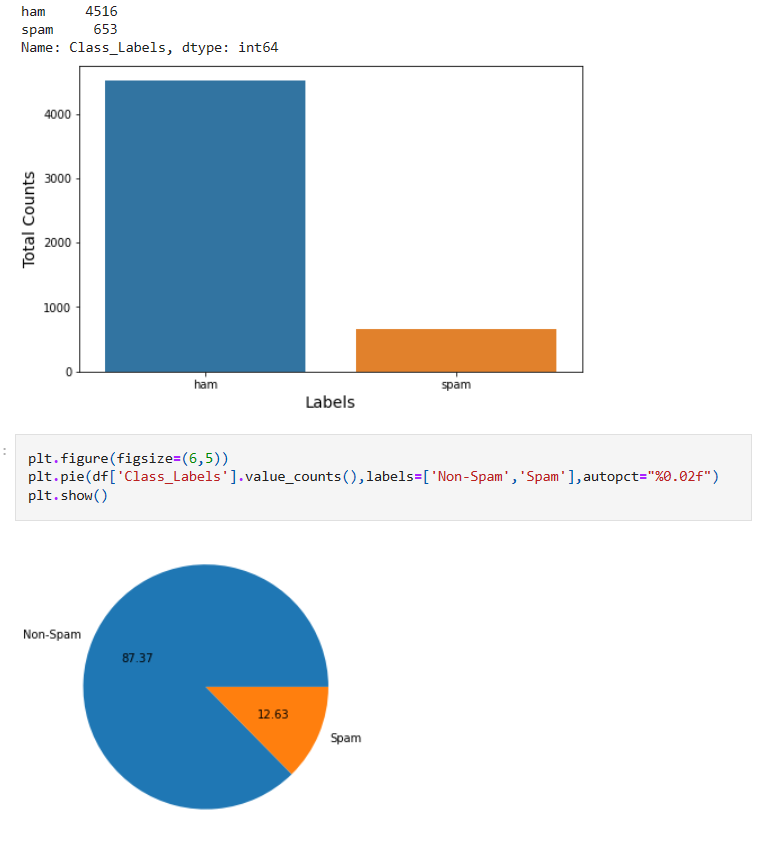 ham 4516
spam 653
Name: Class_Labels, dtype: int64
4000
3000
2000
1000
0
Total Counts
ham spam
Labels
:
plt.figure(figsize=(6,5))
plt.pie(df['Class_Labels'].value_counts(),labels=['Non-Spam','Spam'],autopct="%0.02f")
plt.show()
Non-Spam
87.37
12.63
Spam